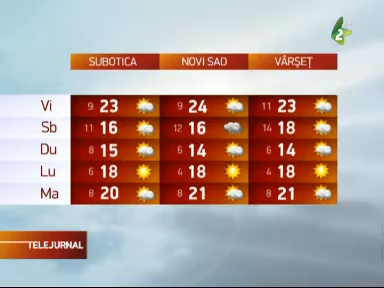 2
SUBOTICA NOVI SAD VÂRŞEŢ
Vi 9 23 9 24 11 23
Sb 11 16 12 16 14 18
Du 8 15 6 14 6 14
Lu 6 18 4 18 4 18
Ma 8 20 8 21 8 21
TELEJURNAL